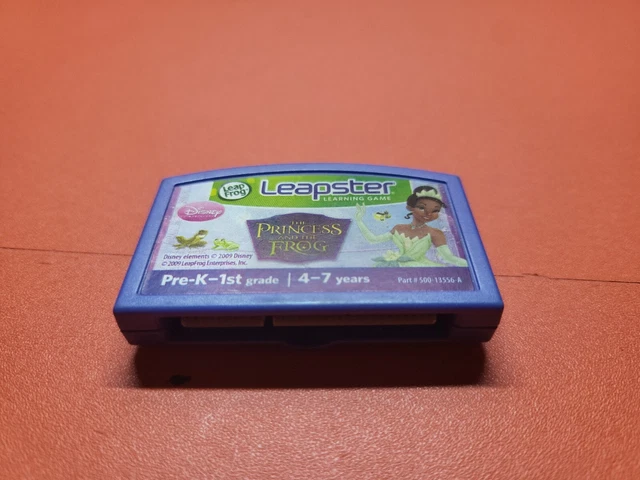 Leap
Frog
Leapster
LEARNING GAME
Disney
THE
PRINCESS
AND THE
FROG
Disney elements © 2009 Disney
© 2009 LeapFrog Enterprises, Inc.
Pre-K–1st grade | 4–7 years
Part # 500-13556 A